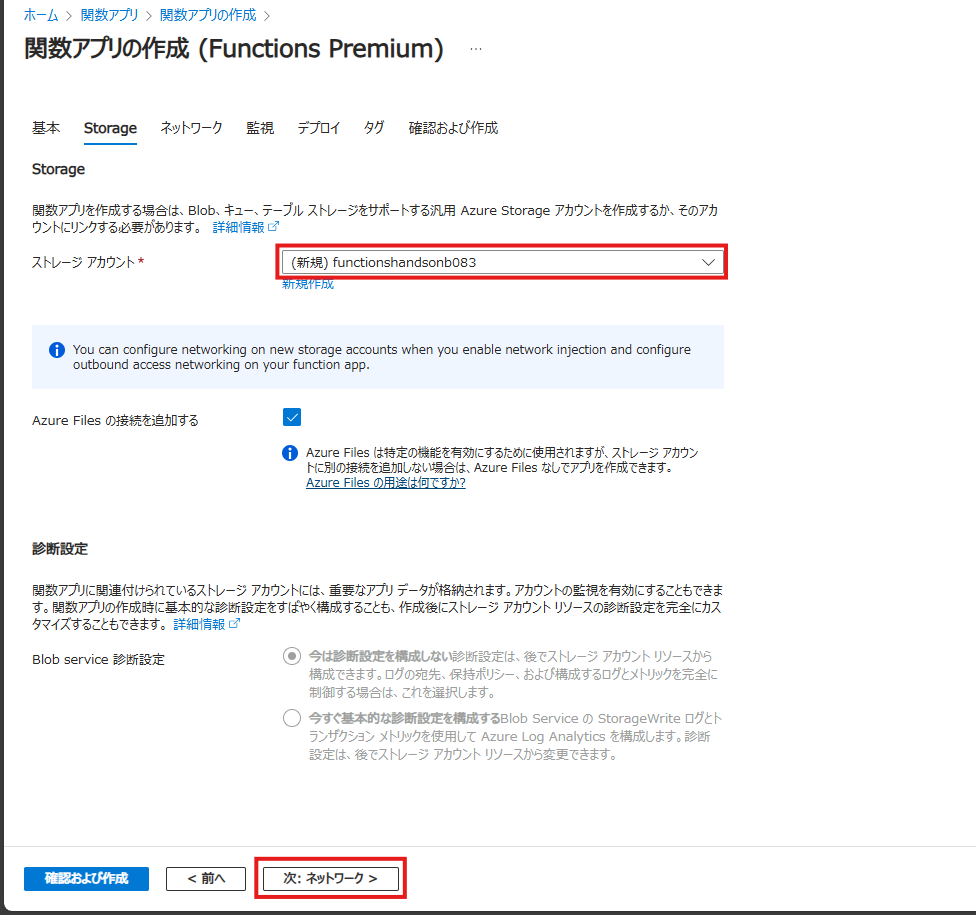 ホーム > 関数アプリ > 関数アプリの作成 >
関数アプリの作成 (Functions Premium) …
基本 Storage ネットワーク 監視 デプロイ タグ 確認および作成
Storage
関数アプリを作成する場合は、Blob、キュー、テーブル ストレージをサポートする汎用 Azure Storage アカウントを作成するか、そのアカ
ウントにリンクする必要があります。 詳細情報
ストレージ アカウント *
(新規) functionshandsonb083
新規作成
You can configure networking on new storage accounts when you enable network injection and configure
outbound access networking on your function app.
Azure Files の接続を追加する
Azure Files は特定の機能を有効にするために使用されますが、ストレージ アカウン
トに別の接続を追加しない場合は、Azure Files なしでアプリを作成できます。
Azure Files の用途は何ですか?
診断設定
関数アプリに関連付けられているストレージ アカウントには、重要なアプリ データが格納されます。アカウントの監視を有効にすることもできま
す。関数アプリの作成時に基本的な診断設定をすばやく構成することも、作成後にストレージ アカウント リソースの診断設定を完全にカス
タマイズすることもできます。 詳細情報
Blob service 診断設定
今は診断設定を構成しない診断設定は、後でストレージ アカウント リソースから
構成できます。ログの宛先、保持ポリシー、および構成するログとメトリックを完全に
制御する場合は、これを選択します。
今すぐ基本的な診断設定を構成するBlob Service の StorageWrite ログとト
ランザクション メトリックを使用して Azure Log Analytics を構成します。診断
設定は、後でストレージ アカウント リソースから変更できます。
確認および作成 < 前へ 次: ネットワーク >